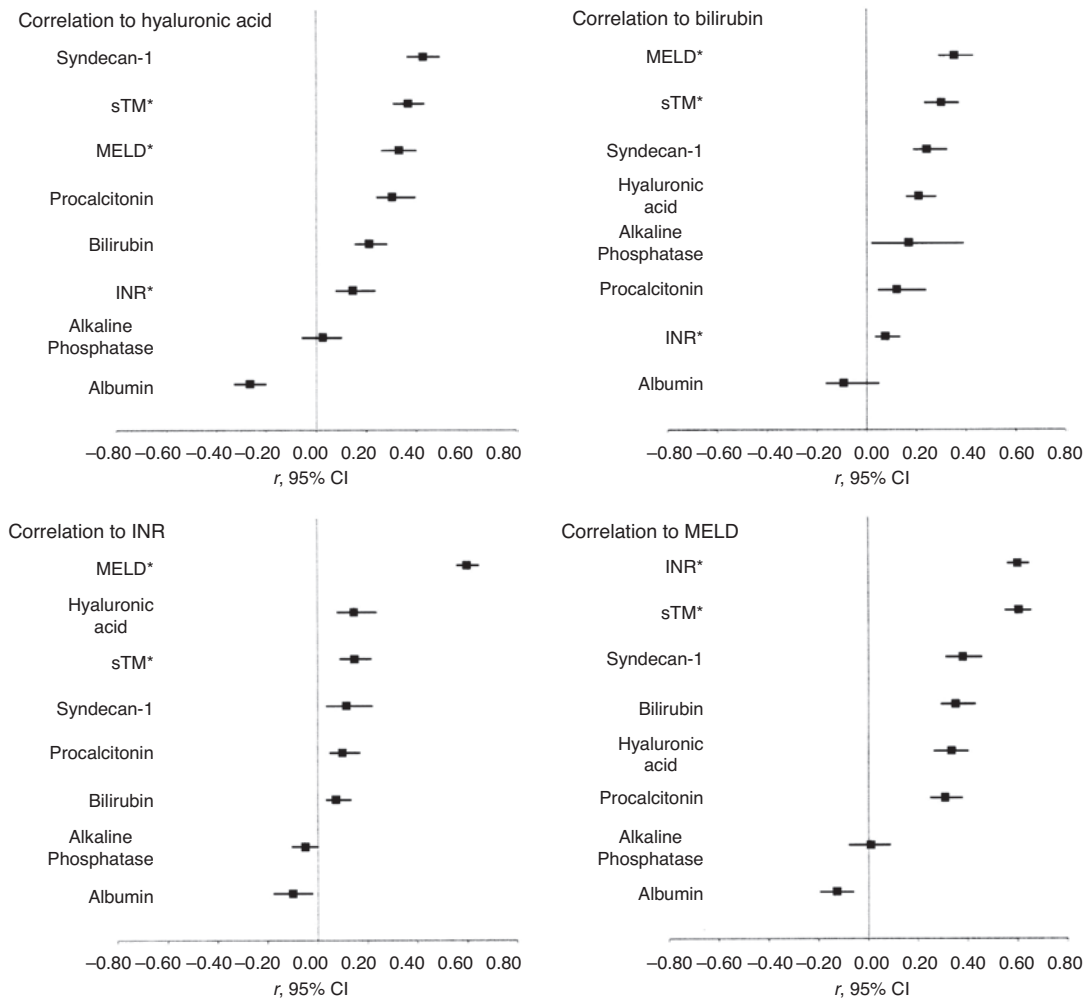 Correlation to hyaluronic acid
Syndecan-1
sTM*
MELD*
Procalcitonin
Bilirubin
INR*
Alkaline
Phosphatase
Albumin
–0.80 –0.60 –0.40 –0.20 0.00 0.20 0.40 0.60 0.80
r, 95% CI
Correlation to bilirubin
MELD*
sTM*
Syndecan-1
Hyaluronic
acid
Alkaline
Phosphatase
Procalcitonin
INR*
Albumin
–0.80 –0.60 –0.40 –0.20 0.00 0.20 0.40 0.60 0.80
r, 95% CI
Correlation to INR
MELD*
Hyaluronic
acid
sTM*
Syndecan-1
Procalcitonin
Bilirubin
Alkaline
Phosphatase
Albumin
–0.80 –0.60 –0.40 –0.20 0.00 0.20 0.40 0.60 0.80
r, 95% CI
Correlation to MELD
INR*
sTM*
Syndecan-1
Bilirubin
Hyaluronic
acid
Procalcitonin
Alkaline
Phosphatase
Albumin
–0.80 –0.60 –0.40 –0.20 0.00 0.20 0.40 0.60 0.80
r, 95% CI